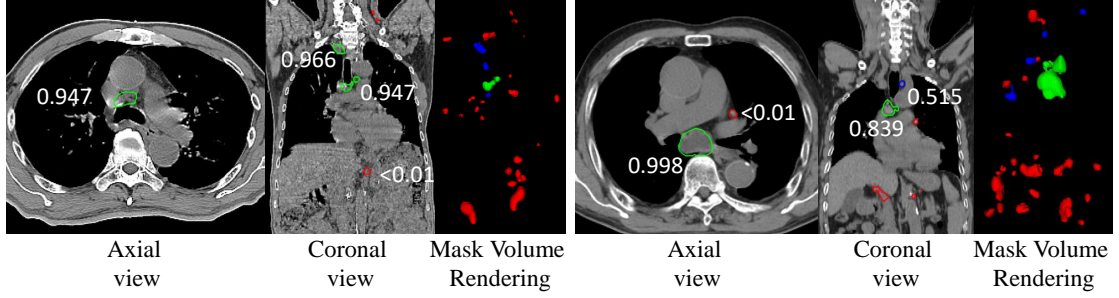 0.947
0.966
0.947
<0.01
<0.01
0.998
0.515
0.839
Axial
view
Coronal
view
Mask Volume
Rendering
Axial
view
Coronal
view
Mask Volume
Rendering